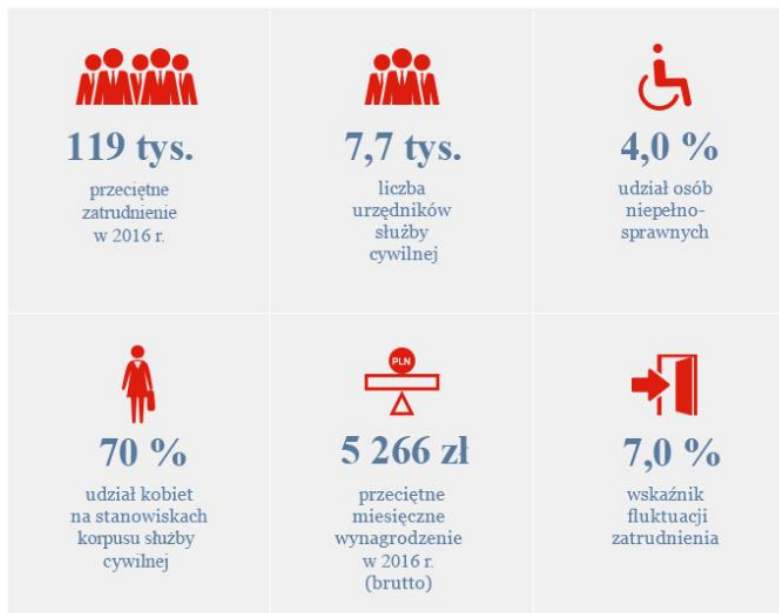 119 tys.
przeciętne
zatrudnienie
w 2016 r.
7,7 tys.
liczba
urzędników
służby
cywilnej
4,0 %
udział osób
niepełno-
sprawnych
70 %
udział kobiet
na stanowiskach
korpusu służby
cywilnej
PLN
5 266 zł
przeciętne
miesięczne
wynagrodzenie
w 2016 r.
(brutto)
7,0 %
wskaźnik
fluktuacji
zatrudnienia